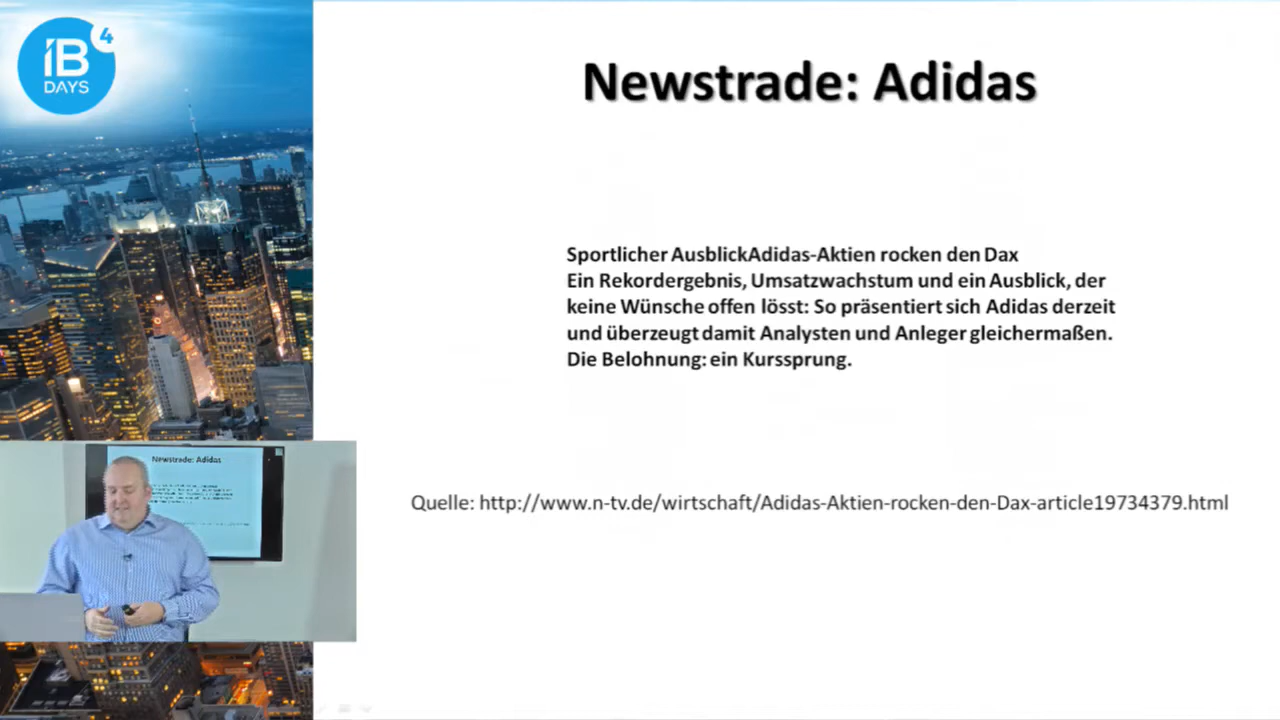 4
IB
DAYS
Newstrade: Adidas
Sportlicher AusblickAdidas-Aktien rocken den Dax
Ein Rekordergebnis, Umsatzwachstum und ein Ausblick, der
keine Wünsche offen lösst: So präsentiert sich Adidas derzeit
und überzeugt damit Analysten und Anleger gleichermaßen.
Die Belohnung: ein Kurssprung.
Quelle: http://www.n-tv.de/wirtschaft/Adidas-Aktien-rocken-den-Dax-article19734379.html
Newstrade: Adidas